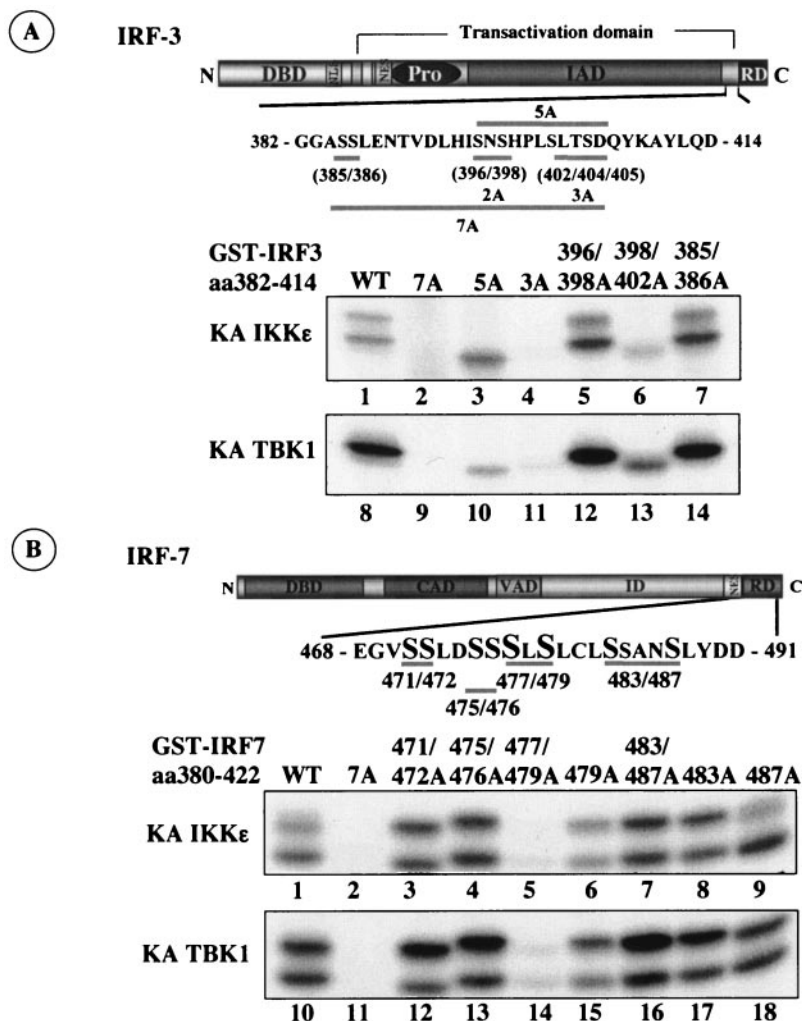 A
IRF-3
Transactivation domain
N DBD NLS NES Pro IAD RD C
5A
382 - GGASSLENTVDLHISNSHPLSLTSDQYKAYLQD - 414
(385/386) (396/398) (402/404/405)
2A 3A
7A
GST-IRF3 396/ 398/ 385/
aa382-414 WT 7A 5A 3A 398A 402A 386A
KA IKKε
1 2 3 4 5 6 7
KA TBK1
8 9 10 11 12 13 14
B
IRF-7
N DBD CAD VAD ID NES RD C
468 - EGVSSLDSSSLSLCLSSANSLYDD - 491
471/472 477/479 483/487
475/476
GST-IRF7 471/ 475/ 477/ 483/
aa380-422 WT 7A 472A 476A 479A 479A 487A 483A 487A
KA IKKε
1 2 3 4 5 6 7 8 9
KA TBK1
10 11 12 13 14 15 16 17 18